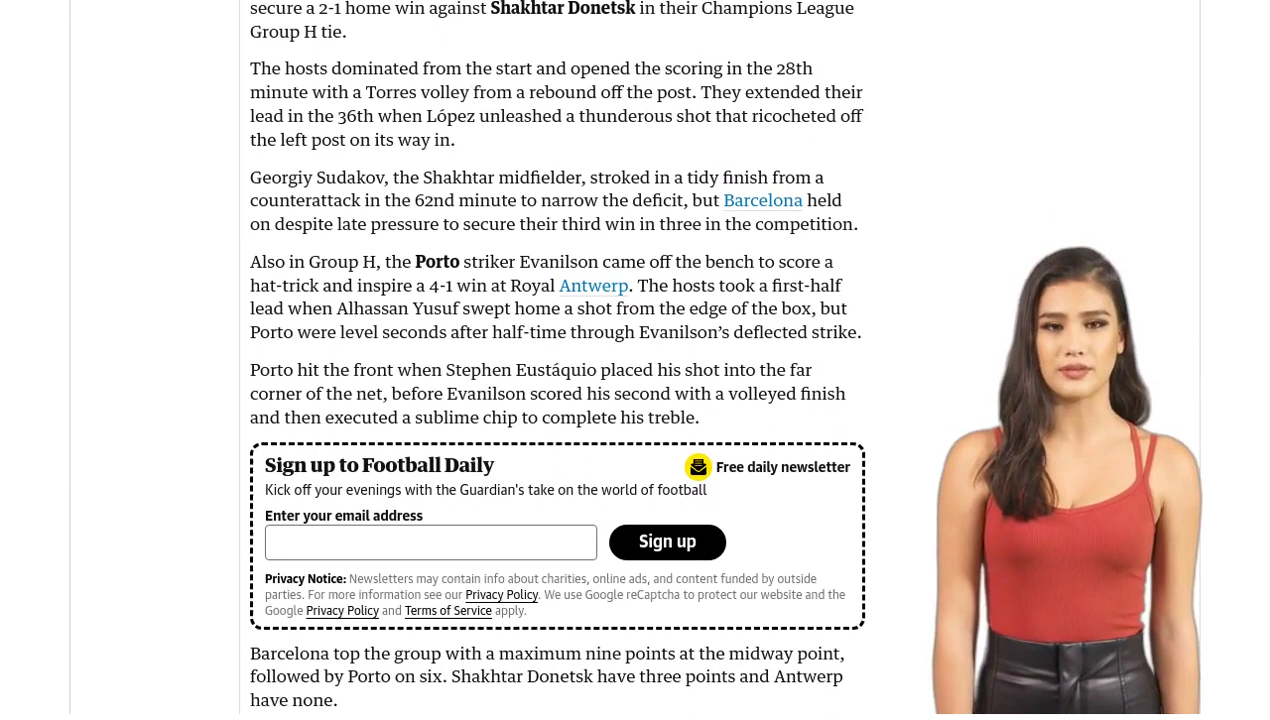 secure a 2-1 home win against Shakhtar Donetsk in their Champions League
Group H tie.
The hosts dominated from the start and opened the scoring in the 28th
minute with a Torres volley from a rebound off the post. They extended their
lead in the 36th when López unleashed a thunderous shot that ricocheted off
the left post on its way in.
Georgiy Sudakov, the Shakhtar midfielder, stroked in a tidy finish from a
counterattack in the 62nd minute to narrow the deficit, but Barcelona held
on despite late pressure to secure their third win in three in the competition.
Also in Group H, the Porto striker Evanilson came off the bench to score a
hat-trick and inspire a 4-1 win at Royal Antwerp. The hosts took a first-half
lead when Alhassan Yusuf swept home a shot from the edge of the box, but
Porto were level seconds after half-time through Evanilson’s deflected strike.
Porto hit the front when Stephen Eustáquio placed his shot into the far
corner of the net, before Evanilson scored his second with a volleyed finish
and then executed a sublime chip to complete his treble.
Sign up to Football Daily
Free daily newsletter
Kick off your evenings with the Guardian's take on the world of football
Enter your email address
Sign up
Privacy Notice: Newsletters may contain info about charities, online ads, and content funded by outside
parties. For more information see our Privacy Policy. We use Google reCaptcha to protect our website and the
Google Privacy Policy and Terms of Service apply.
Barcelona top the group with a maximum nine points at the midway point,
followed by Porto on six. Shakhtar Donetsk have three points and Antwerp
have none.